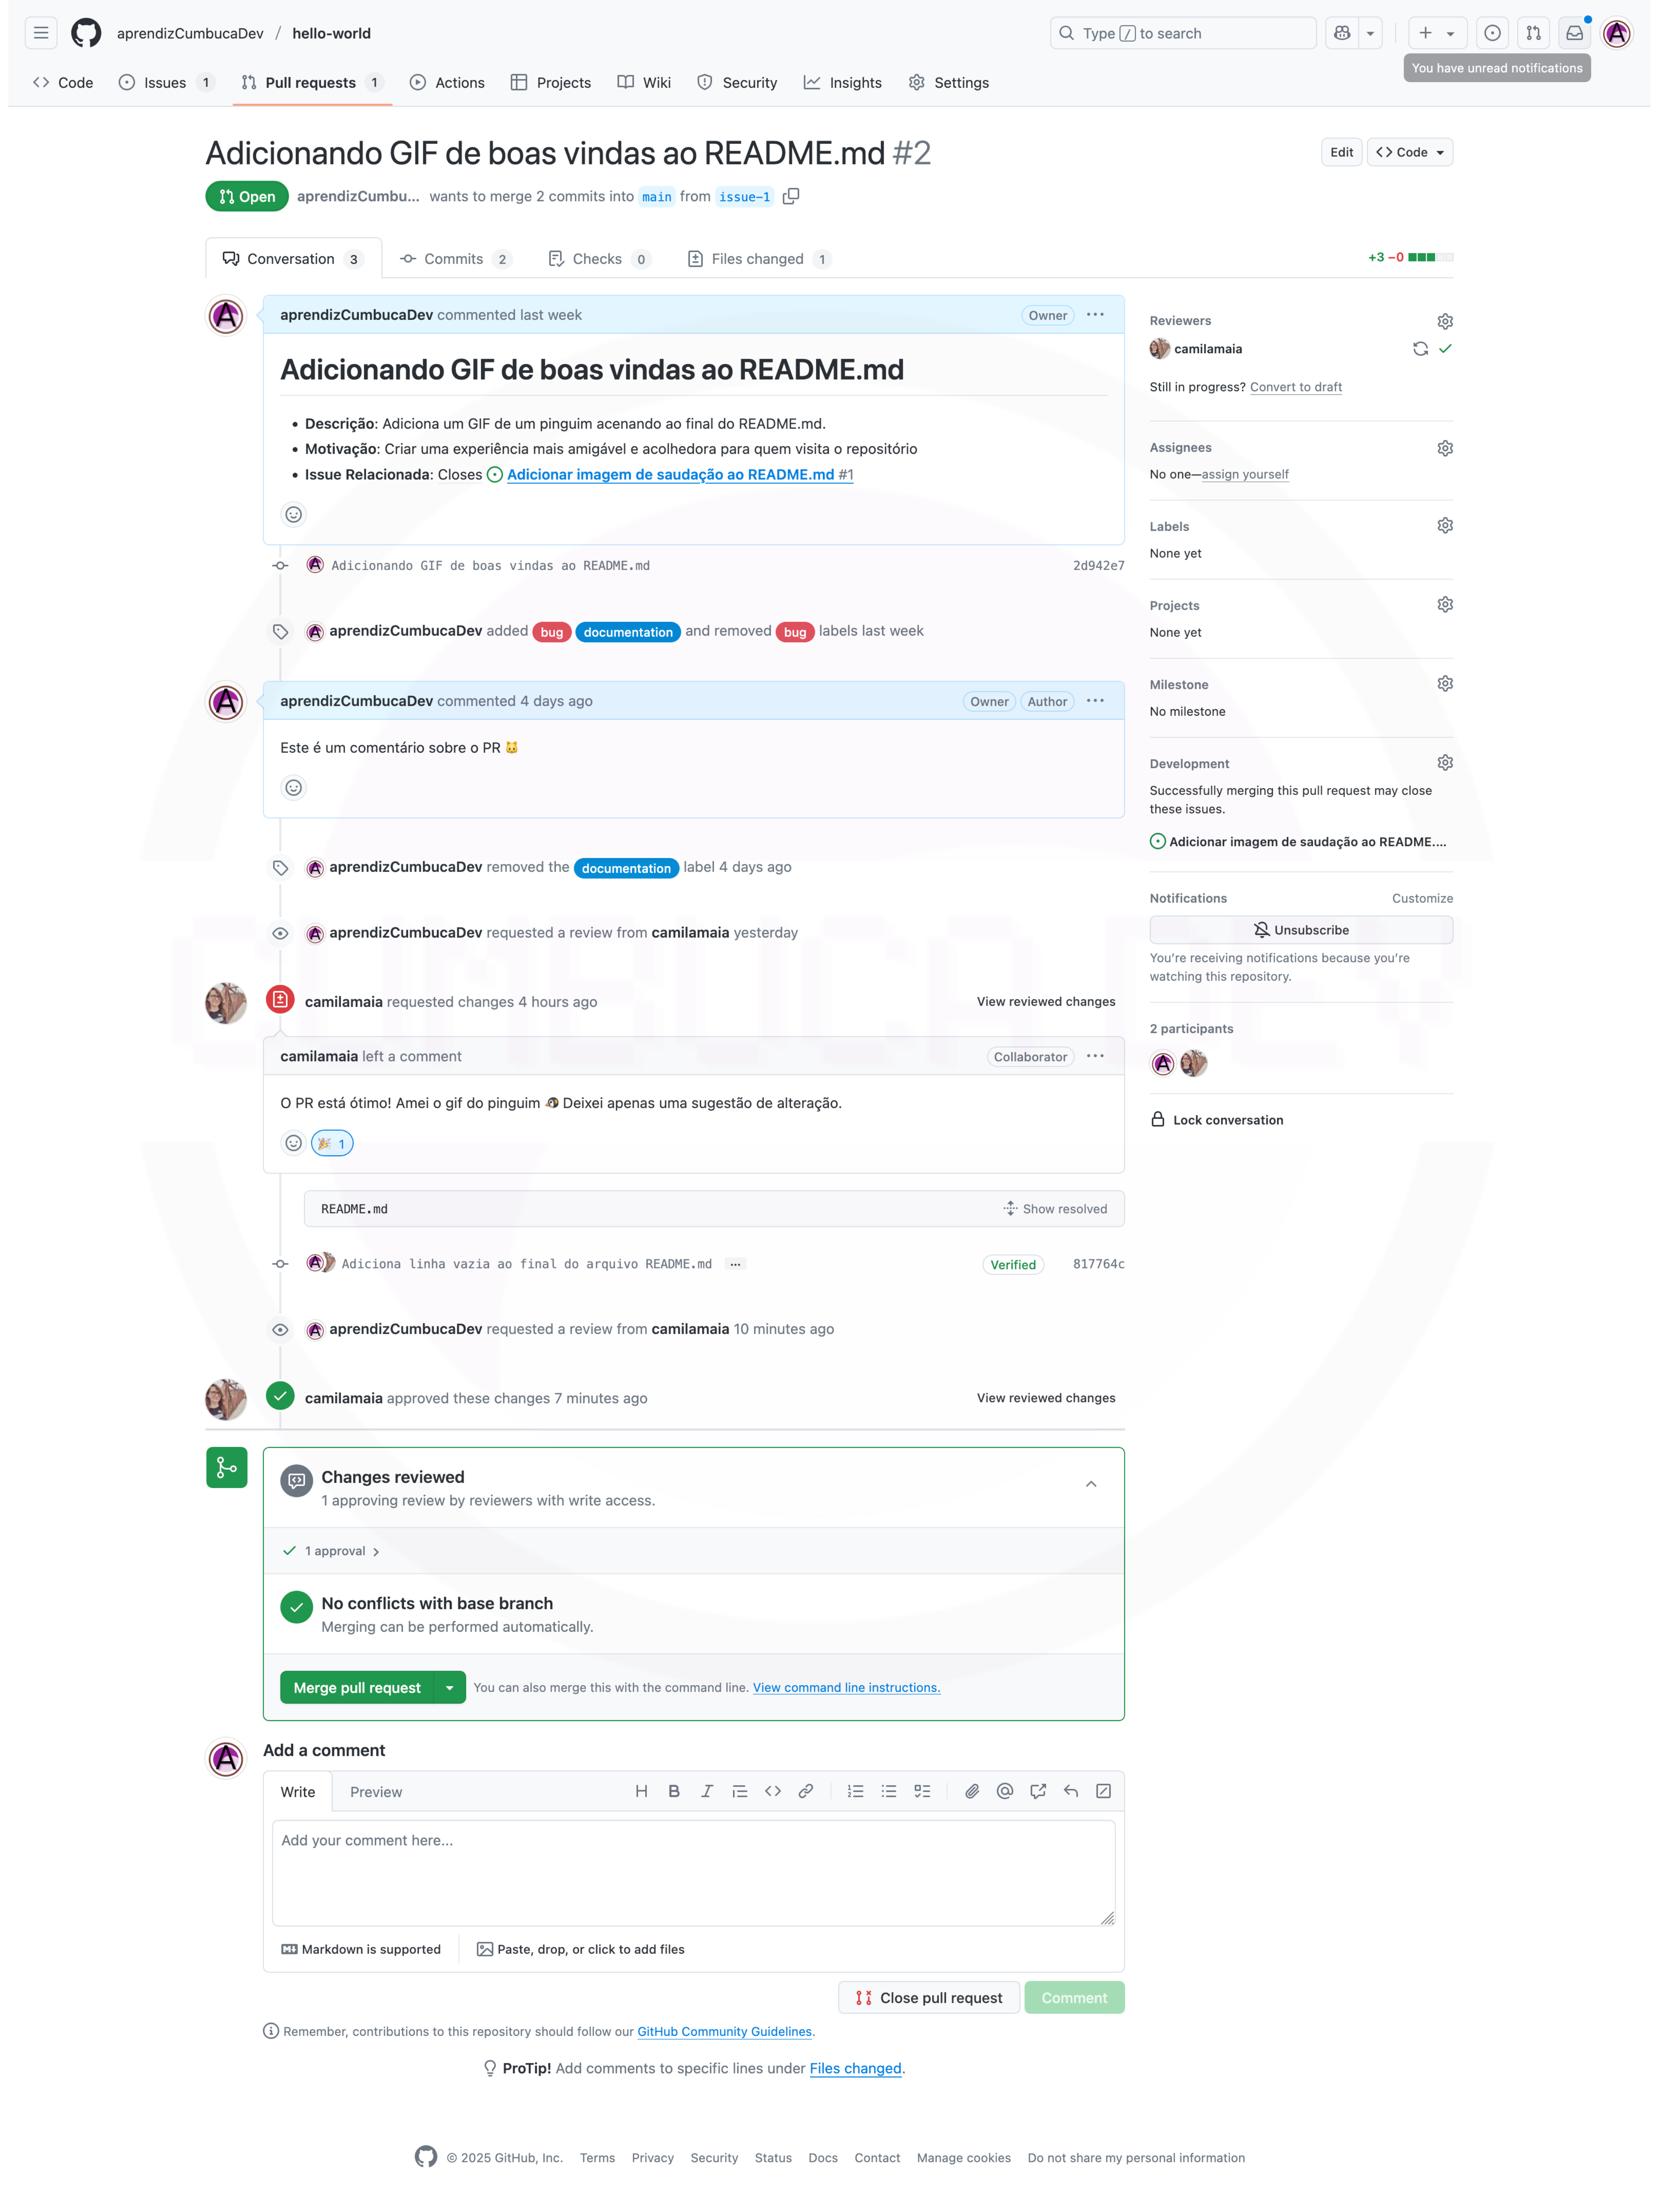 aprendizCumbucaDev / hello-world
Type / to search
You have unread notifications
Code
Issues 1
Pull requests 1
Actions
Projects
Wiki
Security
Insights
Settings
Adicionando GIF de boas vindas ao README.md #2
Edit
Code
Open aprendizCumbu... wants to merge 2 commits into main from issue-1
Conversation 3
Commits 2
Checks 0
Files changed 1
+3 −0
aprendizCumbucaDev commented last week
Owner
Adicionando GIF de boas vindas ao README.md
• Descrição: Adiciona um GIF de um pinguim acenando ao final do README.md.
• Motivação: Criar uma experiência mais amigável e acolhedora para quem visita o repositório
• Issue Relacionada: Closes Adicionar imagem de saudação ao README.md #1
Adicionando GIF de boas vindas ao README.md 2d942e7
aprendizCumbucaDev added bug documentation and removed bug labels last week
aprendizCumbucaDev commented 4 days ago
Owner Author
Este é um comentário sobre o PR 🐱
aprendizCumbucaDev removed the documentation label 4 days ago
aprendizCumbucaDev requested a review from camilamaia yesterday
camilamaia requested changes 4 hours ago
View reviewed changes
camilamaia left a comment
Collaborator
O PR está ótimo! Amei o gif do pinguim 🐧 Deixei apenas uma sugestão de alteração.
🎉 1
README.md
Show resolved
Adiciona linha vazia ao final do arquivo README.md ...
Verified 817764c
aprendizCumbucaDev requested a review from camilamaia 10 minutes ago
camilamaia approved these changes 7 minutes ago
View reviewed changes
Changes reviewed
1 approving review by reviewers with write access.
1 approval
No conflicts with base branch
Merging can be performed automatically.
Merge pull request
You can also merge this with the command line. View command line instructions.
Reviewers
camilamaia
Still in progress? Convert to draft
Assignees
No one—assign yourself
Labels
None yet
Projects
None yet
Milestone
No milestone
Development
Successfully merging this pull request may close
these issues.
Adicionar imagem de saudação ao README....
Notifications Customize
Unsubscribe
You're receiving notifications because you're
watching this repository.
2 participants
Lock conversation
Add a comment
Write Preview
Add your comment here...
Markdown is supported
Paste, drop, or click to add files
Close pull request
Comment
Remember, contributions to this repository should follow our GitHub Community Guidelines.
ProTip! Add comments to specific lines under Files changed.
© 2025 GitHub, Inc. Terms Privacy Security Status Docs Contact Manage cookies Do not share my personal information
CUMBUCA DEV